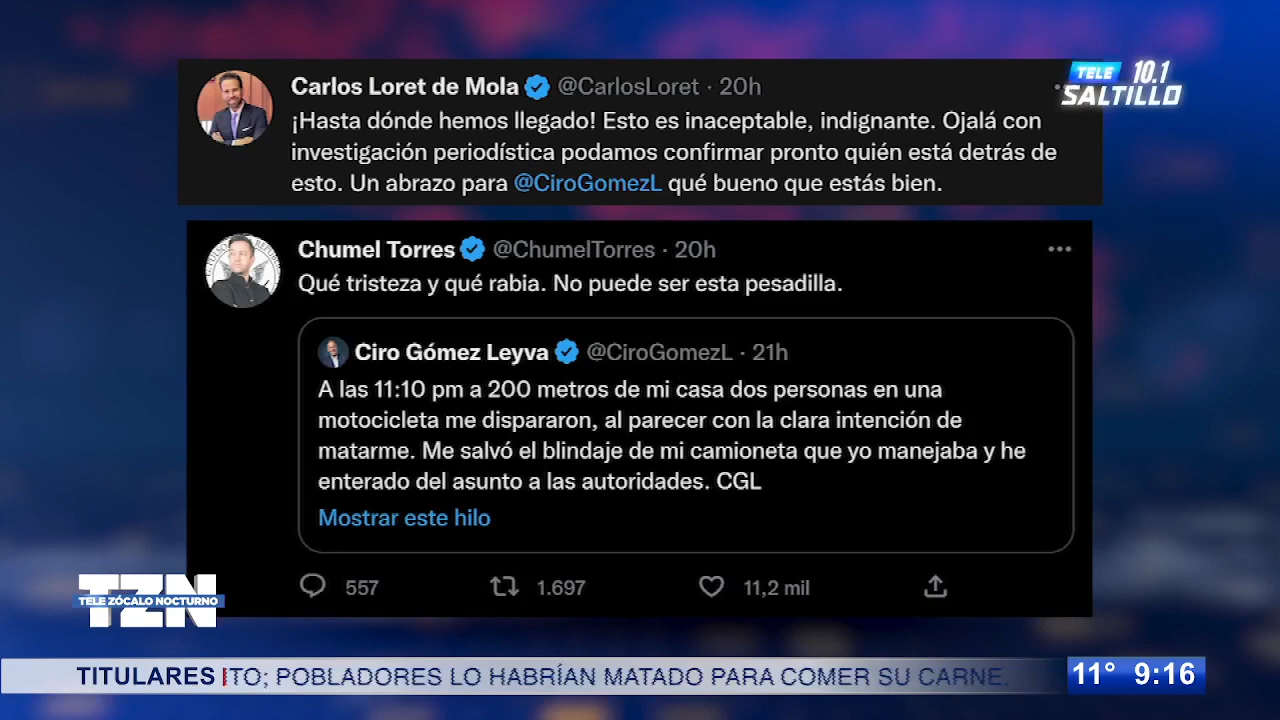 Carlos Loret de Mola @CarlosLoret · 20h
¡Hasta dónde hemos llegado! Esto es inaceptable, indignante. Ojalá con
investigación periodística podamos confirmar pronto quién está detrás de
esto. Un abrazo para @CiroGomezL qué bueno que estás bien.
TELE 10.1
SALTILLO
Chumel Torres @ChumelTorres · 20h
Qué tristeza y qué rabia. No puede ser esta pesadilla.
Ciro Gómez Leyva @CiroGomezL · 21h
A las 11:10 pm a 200 metros de mi casa dos personas en una
motocicleta me dispararon, al parecer con la clara intención de
matarme. Me salvó el blindaje de mi camioneta que yo manejaba y he
enterado del asunto a las autoridades. CGL
Mostrar este hilo
557 1.697 11,2 mil
TZN
TELE ZÓCALO NOCTURNO
TITULARES ITO; POBLADORES LO HABRÍAN MATADO PARA COMER SU CARNE. 11° 9:16